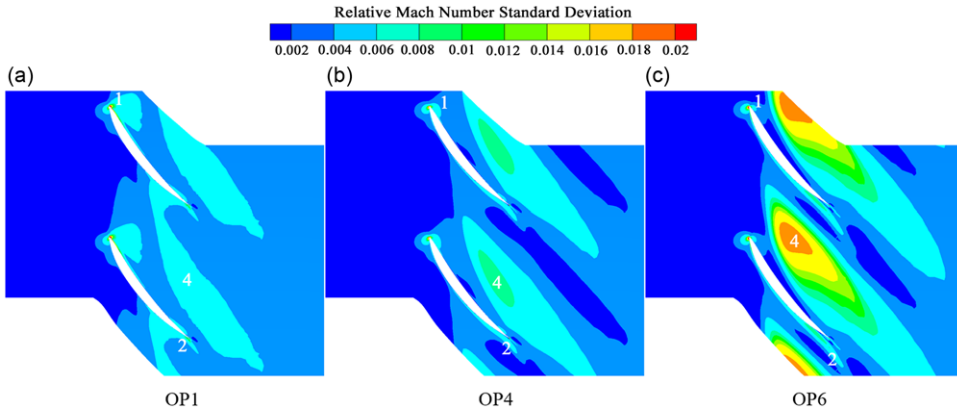 Relative Mach Number Standard Deviation
0.002 0.004 0.006 0.008 0.01 0.012 0.014 0.016 0.018 0.02
(a) (b) (c)
1 1 1
4 4 4
2 2 2
OP1 OP4 OP6